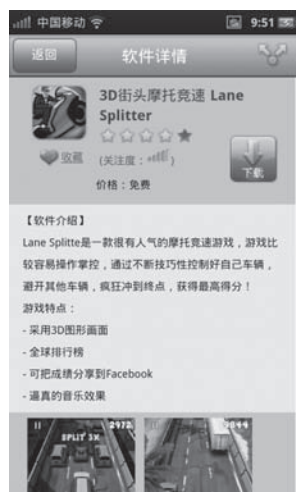 中国移动 9:51
返回 软件详情
3D街头摩托竞速 Lane
Splitter
收藏 (关注度： )
下载
价格：免费
【软件介绍】
Lane Splitte是一款很有人气的摩托竞速游戏，游戏比
较容易操作掌控，通过不断技巧性控制好自己车辆，
避开其他车辆，疯狂冲到终点，获得最高得分！
游戏特点：
- 采用3D图形画面
- 全球排行榜
- 可把成绩分享到Facebook
- 逼真的音乐效果
2972
SPLIT 3X